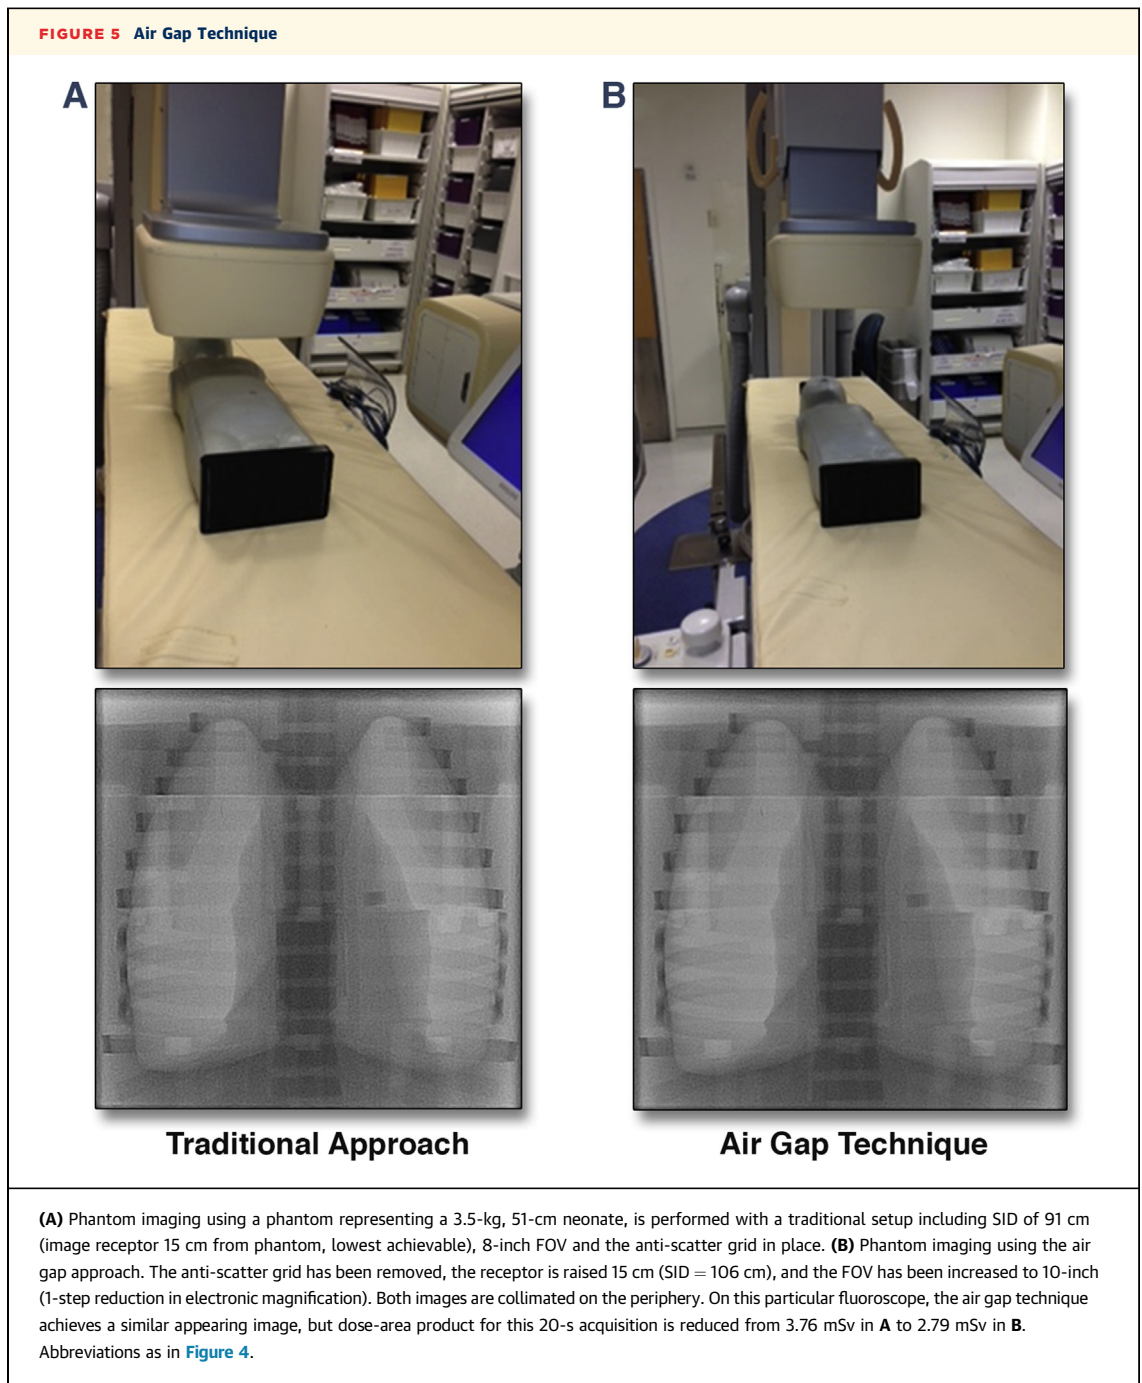 FIGURE 5 Air Gap Technique
A
B
Traditional Approach
Air Gap Technique
(A) Phantom imaging using a phantom representing a 3.5-kg, 51-cm neonate, is performed with a traditional setup including SID of 91 cm
(image receptor 15 cm from phantom, lowest achievable), 8-inch FOV and the anti-scatter grid in place. (B) Phantom imaging using the air
gap approach. The anti-scatter grid has been removed, the receptor is raised 15 cm (SID = 106 cm), and the FOV has been increased to 10-inch
(1-step reduction in electronic magnification). Both images are collimated on the periphery. On this particular fluoroscope, the air gap technique
achieves a similar appearing image, but dose-area product for this 20-s acquisition is reduced from 3.76 mSv in A to 2.79 mSv in B.
Abbreviations as in Figure 4.